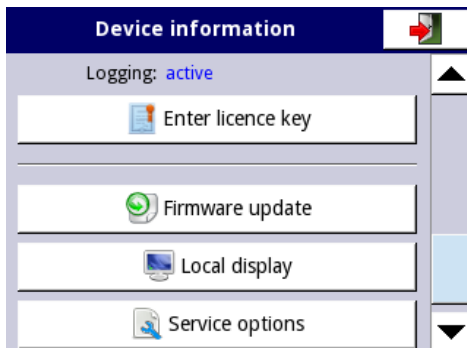 Device information
Logging: active
Enter licence key
Firmware update
Local display
Service options